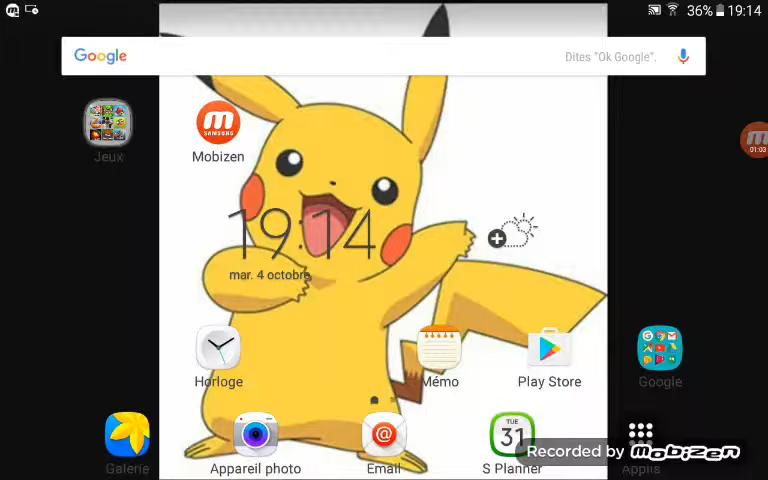 36% 19:14
Google Dites "Ok Google".
Jeux
SAMSUNG
Mobizen
01:03
19:14
mar. 4 octobre
Horloge
Mémo
Play Store
Google
TUE
31
Galerie
Appareil photo
Email
S Planner
Applis
Recorded by mobizen